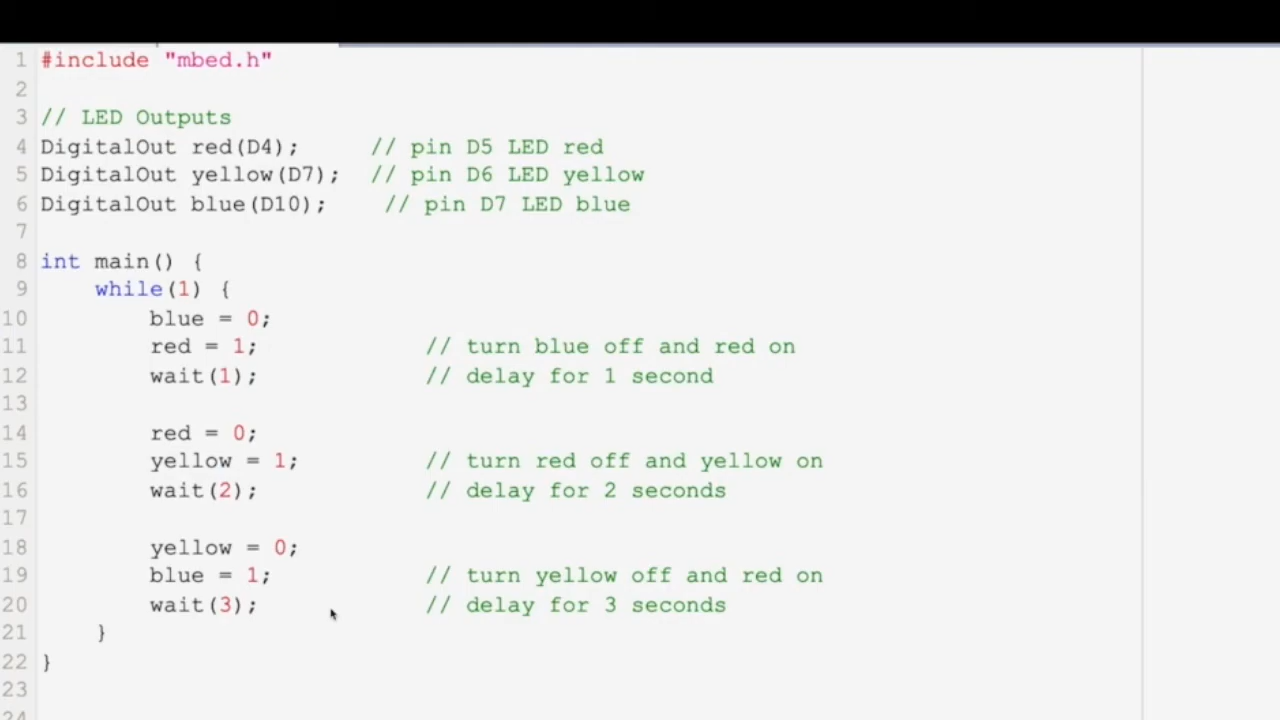 1 #include "mbed.h"
2
3 // LED Outputs
4 DigitalOut red(D4);     // pin D5 LED red
5 DigitalOut yellow(D7);  // pin D6 LED yellow
6 DigitalOut blue(D10);    // pin D7 LED blue
7
8 int main() {
9     while(1) {
10         blue = 0;
11         red = 1;            // turn blue off and red on
12         wait(1);            // delay for 1 second
13
14         red = 0;
15         yellow = 1;         // turn red off and yellow on
16         wait(2);            // delay for 2 seconds
17
18         yellow = 0;
19         blue = 1;           // turn yellow off and red on
20         wait(3);            // delay for 3 seconds
21     }
22 }
23
24